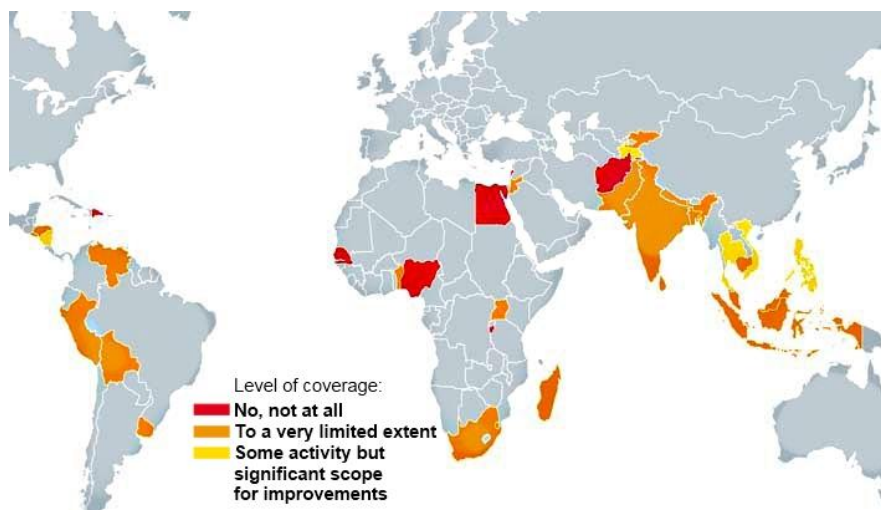 Level of coverage:
No, not at all
To a very limited extent
Some activity but
significant scope
for improvements